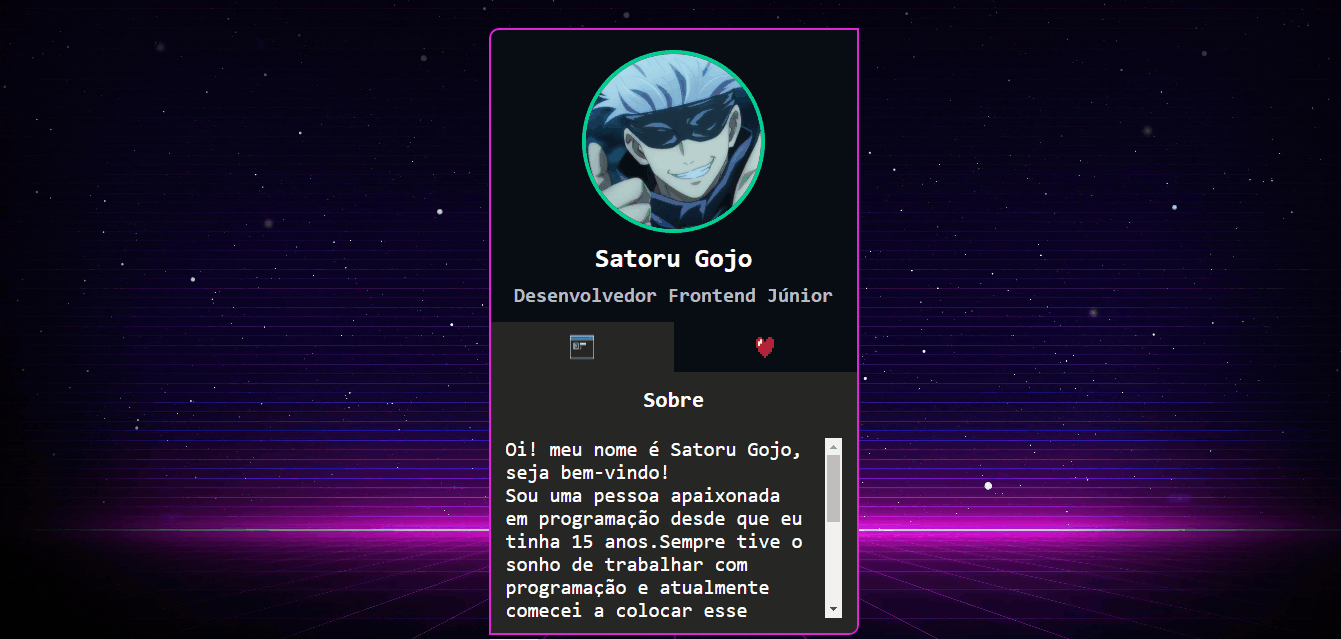 Satoru Gojo
Desenvolvedor Frontend Júnior
Sobre
Oi! meu nome é Satoru Gojo,
seja bem-vindo!
Sou uma pessoa apaixonada
em programação desde que eu
tinha 15 anos.Sempre tive o
sonho de trabalhar com
programação e atualmente
comecei a colocar esse